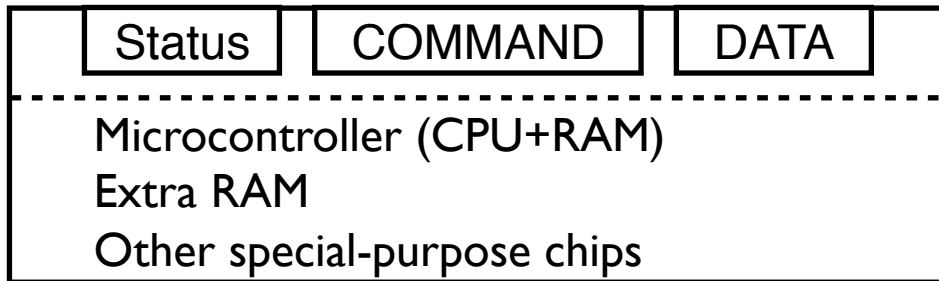 Status COMMAND DATA
Microcontroller (CPU+RAM)
Extra RAM
Other special-purpose chips